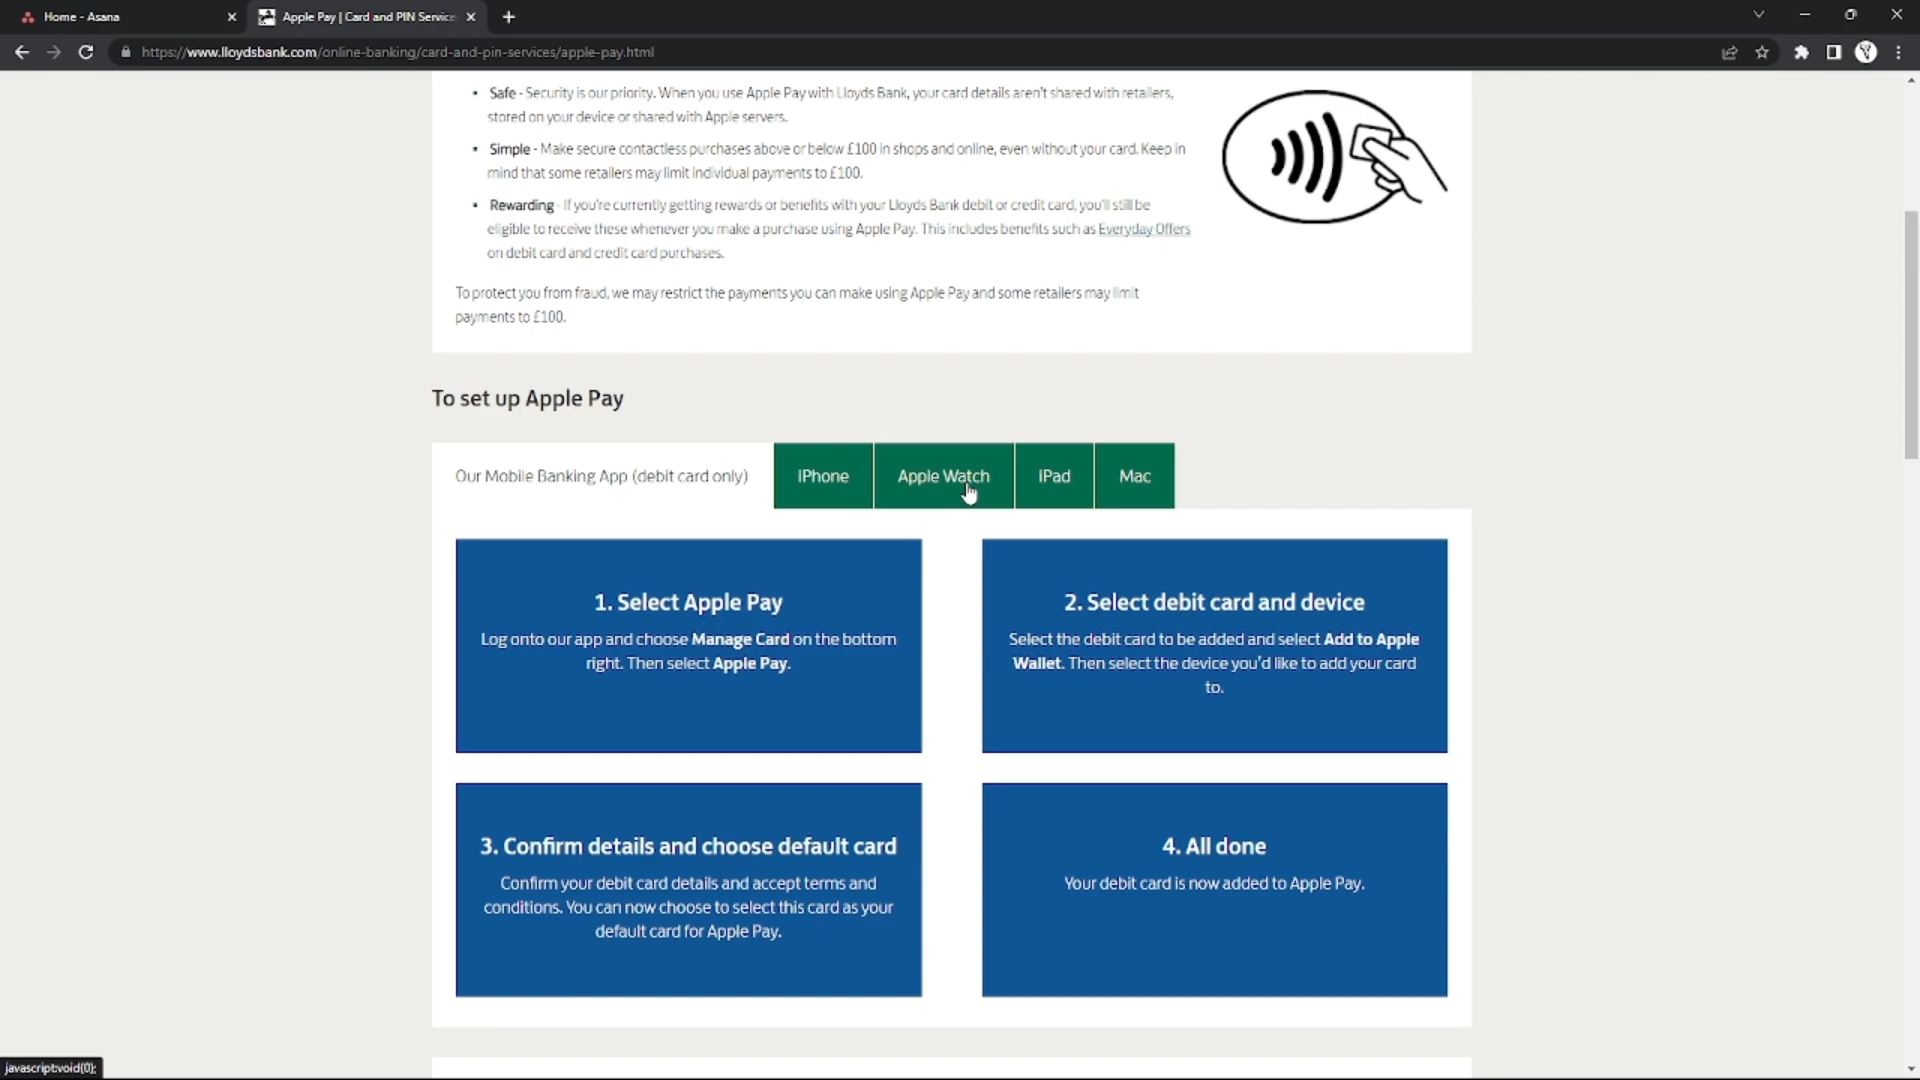 Home - Asana
Apple Pay | Card and PIN Service
https://www.lloydsbank.com/online-banking/card-and-pin-services/apple-pay.html
• Safe - Security is our priority. When you use Apple Pay with Lloyds Bank, your card details aren't shared with retailers,
stored on your device or shared with Apple servers.
• Simple - Make secure contactless purchases above or below £100 in shops and online, even without your card. Keep in
mind that some retailers may limit individual payments to £100.
• Rewarding - If you're currently getting rewards or benefits with your Lloyds Bank debit or credit card, you'll still be
eligible to receive these whenever you make a purchase using Apple Pay. This includes benefits such as Everyday Offers
on debit card and credit card purchases.
To protect you from fraud, we may restrict the payments you can make using Apple Pay and some retailers may limit
payments to £100.
To set up Apple Pay
Our Mobile Banking App (debit card only)
iPhone
Apple Watch
iPad
Mac
1. Select Apple Pay
Log onto our app and choose Manage Card on the bottom
right. Then select Apple Pay.
2. Select debit card and device
Select the debit card to be added and select Add to Apple
Wallet. Then select the device you'd like to add your card
to.
3. Confirm details and choose default card
Confirm your debit card details and accept terms and
conditions. You can now choose to select this card as your
default card for Apple Pay.
4. All done
Your debit card is now added to Apple Pay.
javascript:void(0);